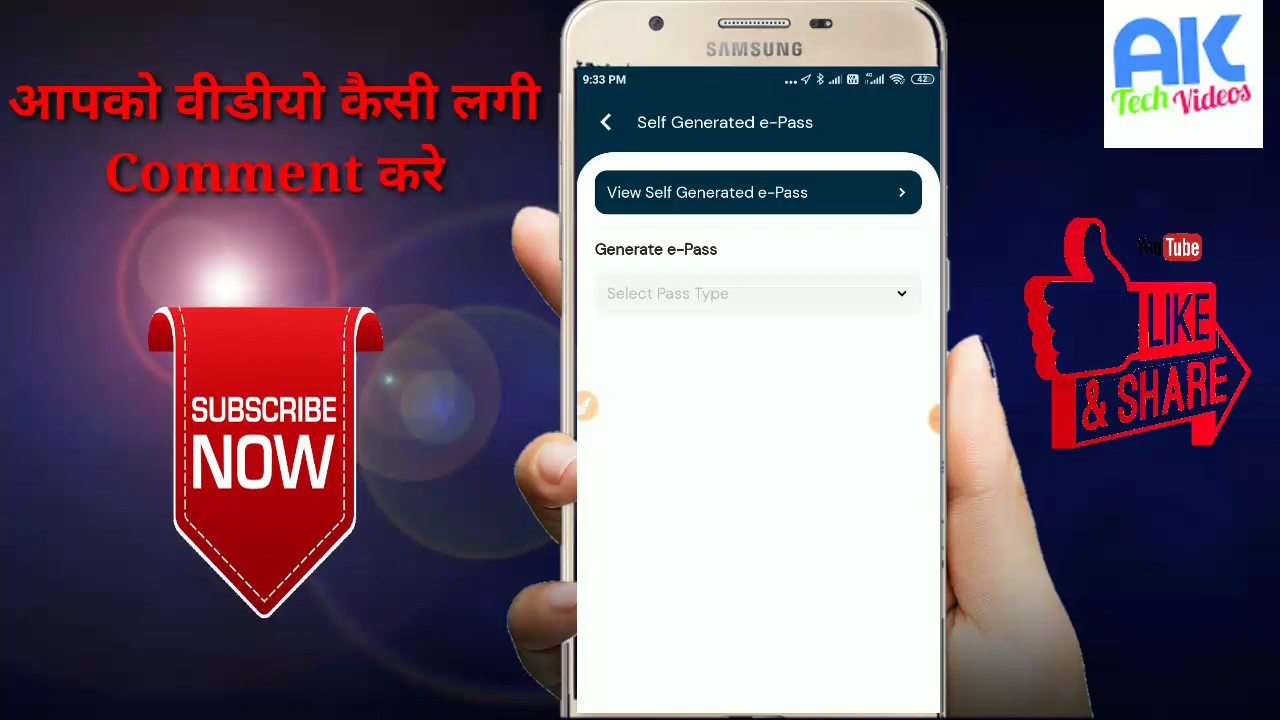 आपको वीडीयो कैसी लगी
Comment करे
SUBSCRIBE
NOW
SAMSUNG
9:33 PM
42
Self Generated e-Pass
View Self Generated e-Pass
Generate e-Pass
Select Pass Type
AK
Tech Videos
YouTube
LIKE
& SHARE